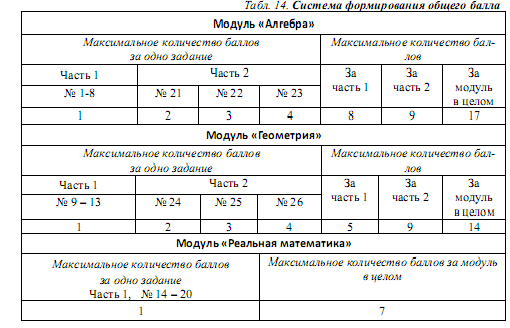 Табл. 14. Система формирования общего балла
Модуль «Алгебра»
Максимальное количество баллов
за одно задание
Максимальное количество бал-
лов
Часть 1
Часть 2
За
часть 1
За
часть 2
За
модуль
в целом
№ 1-8
№ 21
№ 22
№ 23
1
2
3
4
8
9
17
Модуль «Геометрия»
Максимальное количество баллов
за одно задание
Максимальное количество бал-
лов
Часть 1
Часть 2
За
часть 1
За
часть 2
За
модуль
в целом
№ 9 – 13
№ 24
№ 25
№ 26
1
2
3
4
5
9
14
Модуль «Реальная математика»
Максимальное количество баллов
за одно задание
Часть 1, № 14 – 20
Максимальное количество баллов за модуль
в целом
1
7